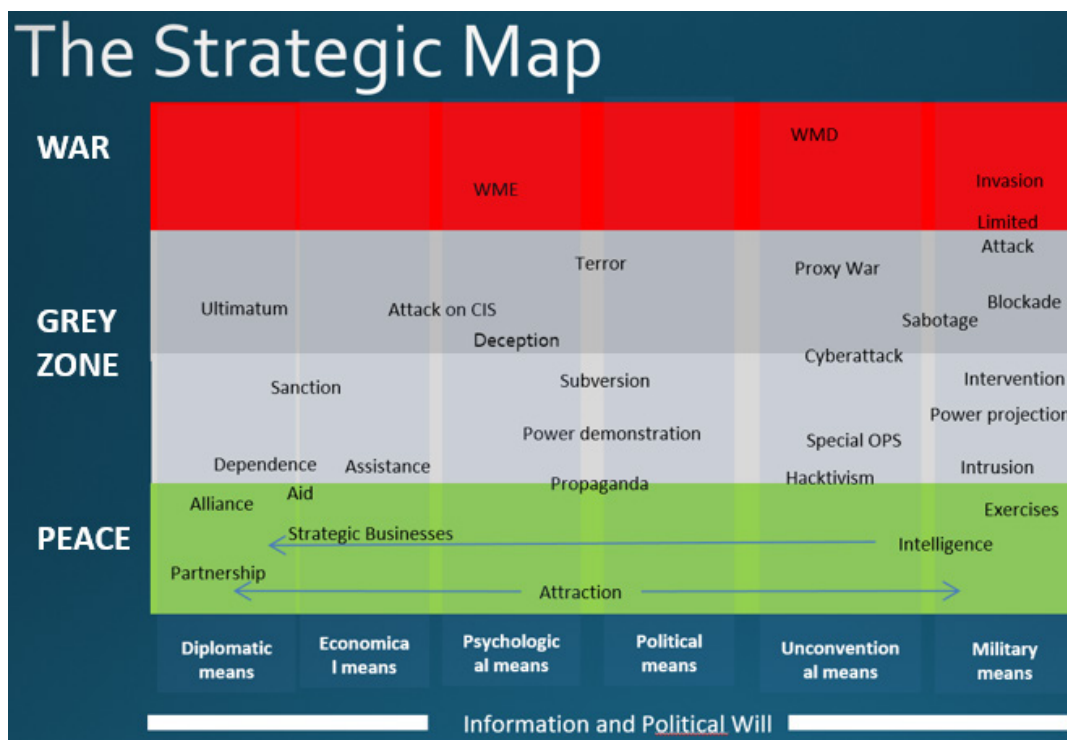 The Strategic Map
WAR
WMD
WME
Invasion
Limited
Attack
Terror
Proxy War
GREY
ZONE
Ultimatum
Attack on CIS
Blockade
Sabotage
Deception
Cyberattack
Sanction
Subversion
Intervention
Power projection
Power demonstration
Special OPS
Dependence
Assistance
Intrusion
Hacktivism
Propaganda
Aid
Alliance
Exercises
PEACE
Strategic Businesses
Intelligence
Partnership
Attraction
Diplomatic
means
Economica
l means
Psychologic
al means
Political
means
Unconvention
al means
Military
means
Information and Political Will